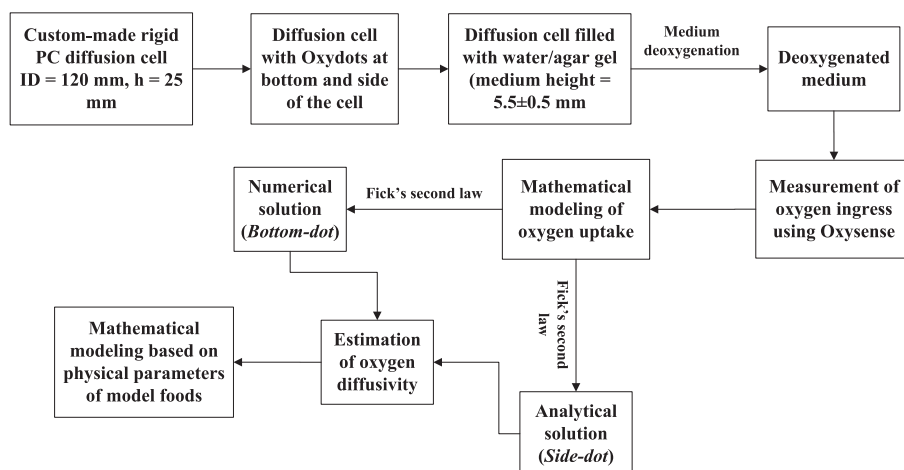 Custom-made rigid
PC diffusion cell
ID = 120 mm, h = 25
mm
Diffusion cell
with Oxydots at
bottom and side
of the cell
Diffusion cell filled
with water/agar gel
(medium height =
5.5±0.5 mm
Medium
deoxygenation
Deoxygenated
medium
Measurement of
oxygen ingress
using Oxysense
Mathematical
modeling of
oxygen uptake
Fick's second law
Numerical
solution
(Bottom-dot)
Fick's second
law
Analytical
solution
(Side-dot)
Estimation
of oxygen
diffusivity
Mathematical
modeling based on
physical parameters
of model foods